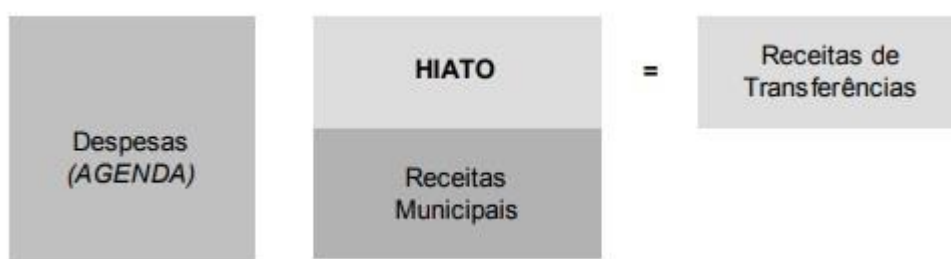 Despesas
(AGENDA)
HIATO
Receitas
Municipais
=
Receitas de
Transferências